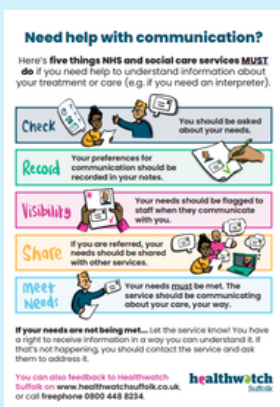 Need help with communication?
Here's five things NHS and social care services MUST
do if you need help to understand information about
your treatment or care (e.g. if you need an interpreter).
Check
You should be asked
about your needs.
Record
Your preferences for
communication should be
recorded in your notes.
Visibility
Your needs should be flagged to
staff when they communicate
with you.
Share
If you are referred, your
needs should be shared
with other services.
Meet
Needs
Your needs must be met. The
service should be communicating
about your care, your way.
If your needs are not being met... Let the service know! You have
a right to receive information in a way you can understand it. If
that's not happening, you should contact the service and ask
them to address it.
You can also feedback to Healthwatch
Suffolk on www.healthwatchsuffolk.co.uk,
or call freephone 0800 448 8234.
healthwatch
Suffolk